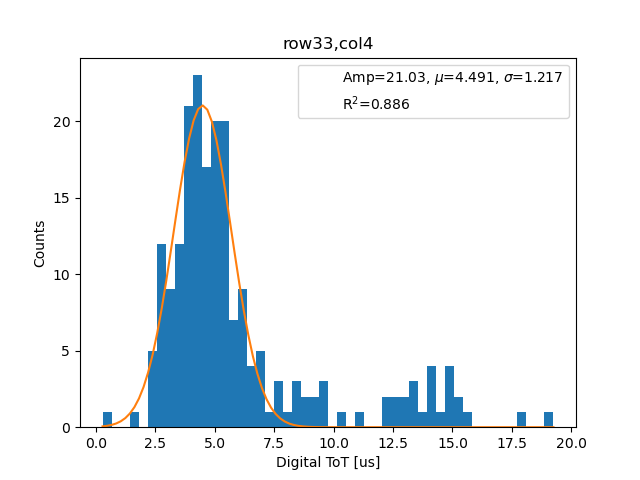 row33,col4
Amp=21.03, μ=4.491, σ=1.217
R²=0.886
Counts
20
15
10
5
0
0.0 2.5 5.0 7.5 10.0 12.5 15.0 17.5 20.0
Digital ToT [us]